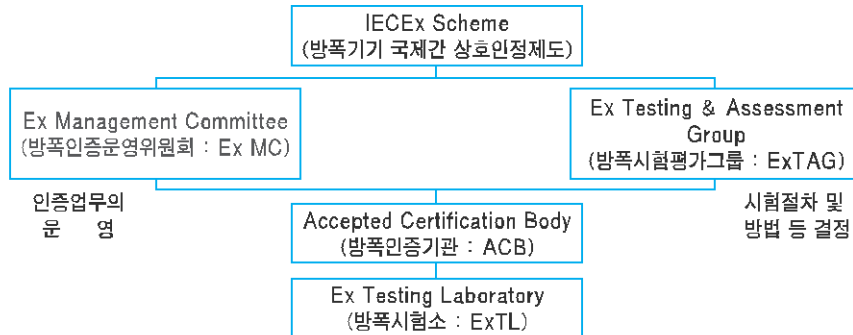 IECEx Scheme
(방폭기기 국제간 상호인정제도)
Ex Management Committee
(방폭인증운영위원회 : Ex MC)
Ex Testing & Assessment
Group
(방폭시험평가그룹 : ExTAG)
인증업무의
운 영
시험절차 및
방법 등 결정
Accepted Certification Body
(방폭인증기관 : ACB)
Ex Testing Laboratory
(방폭시험소 : ExTL)